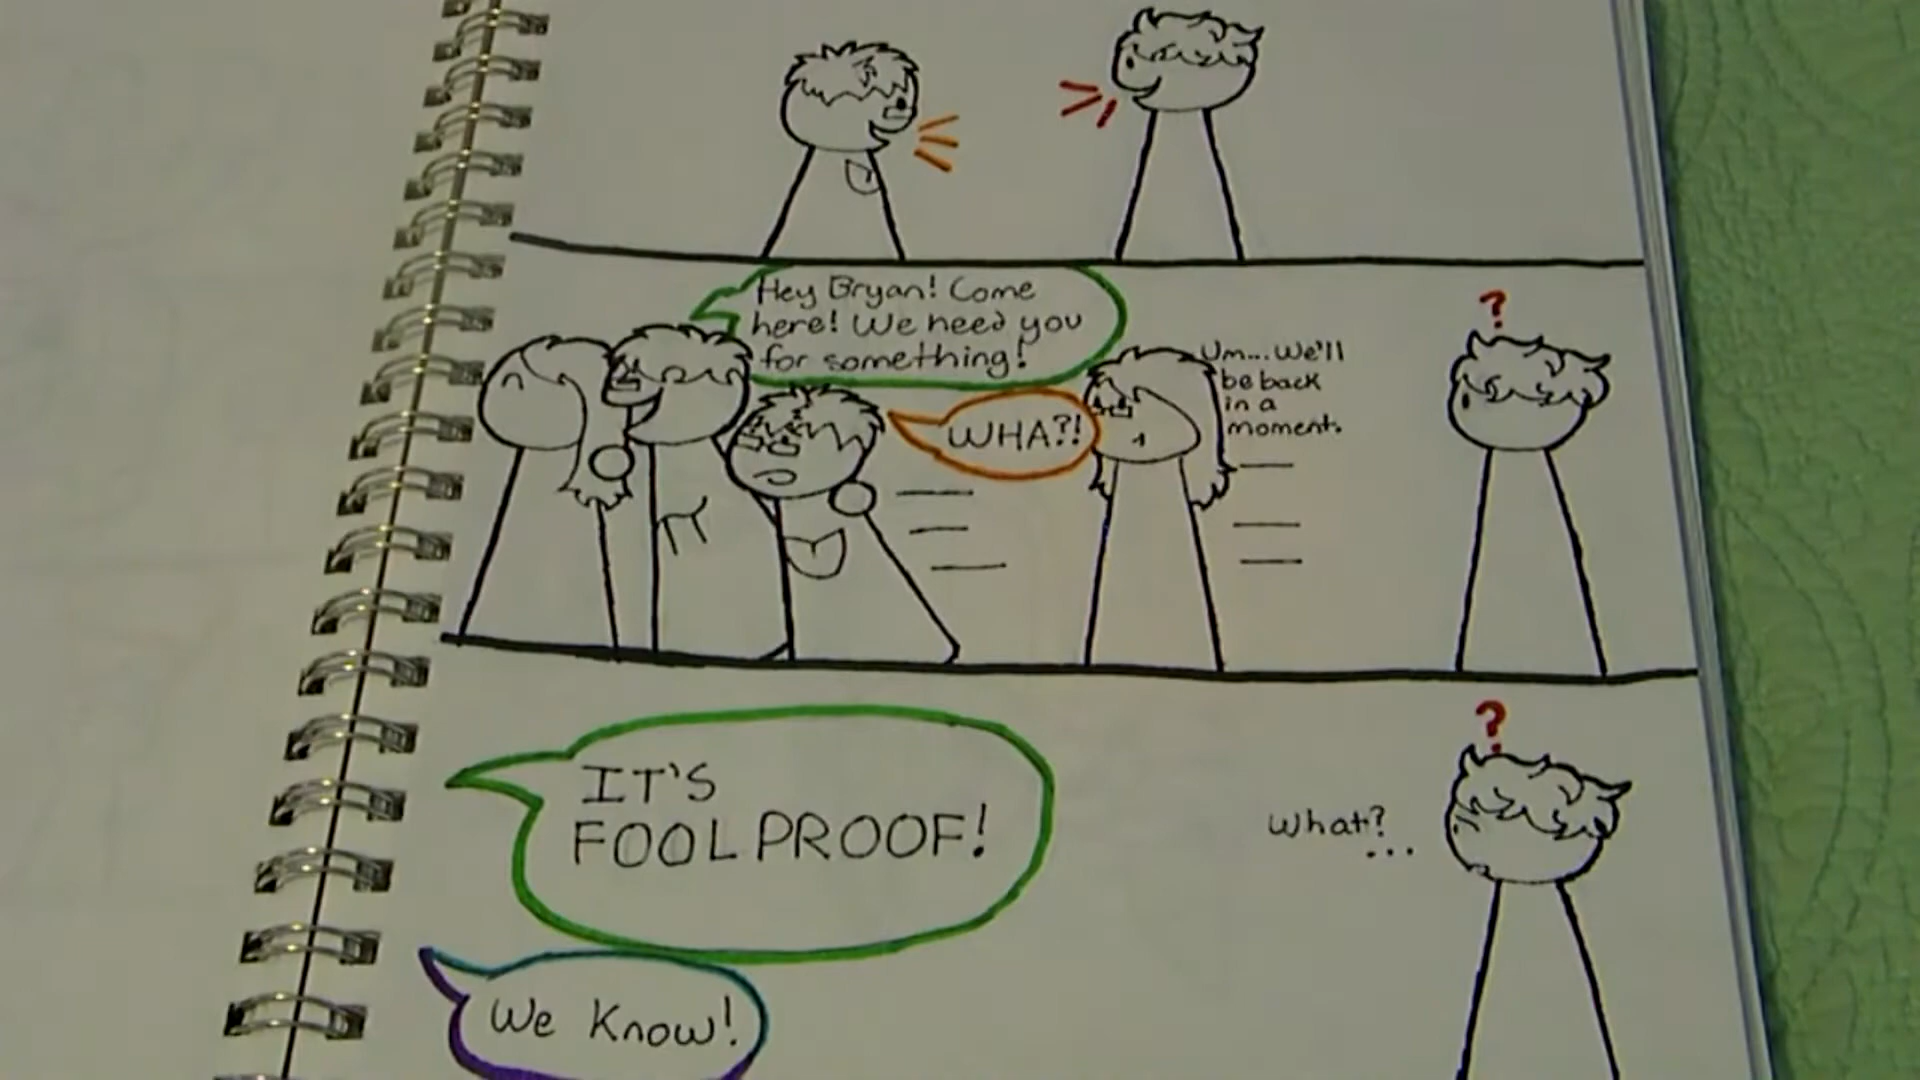 Hey Bryan! Come
here! We need you
for something!
Um...We'll
be back
in a
moment.
WHA?!
?
IT'S
FOOLPROOF!
?
What?
...
We Know!